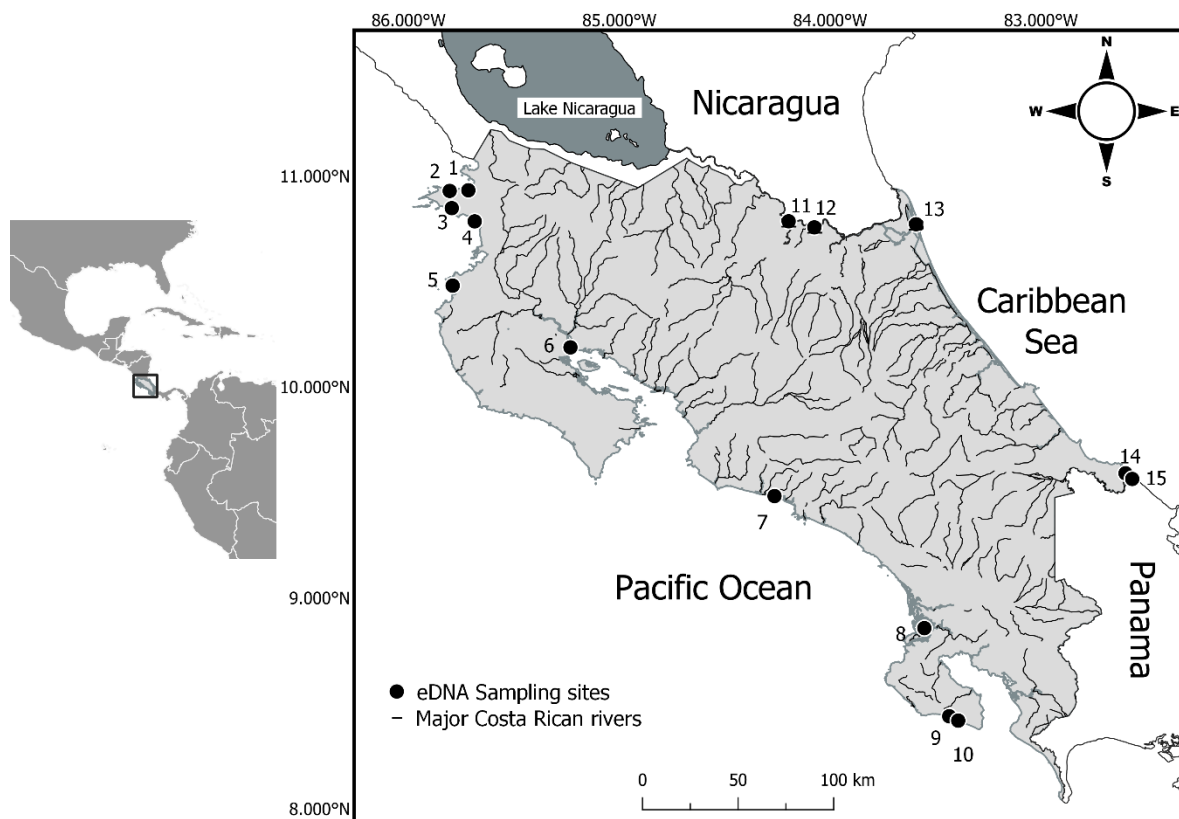 86.000°W
85.000°W
84.000°W
83.000°W
N
W
E
S
Lake Nicaragua
Nicaragua
11.000°N
2
1
3
4
11
12
13
5
Caribbean
Sea
6
10.000°N
14
15
7
Pacific Ocean
Panama
9.000°N
8
eDNA Sampling sites
Major Costa Rican rivers
9
10
0
50
100 km
8.000°N